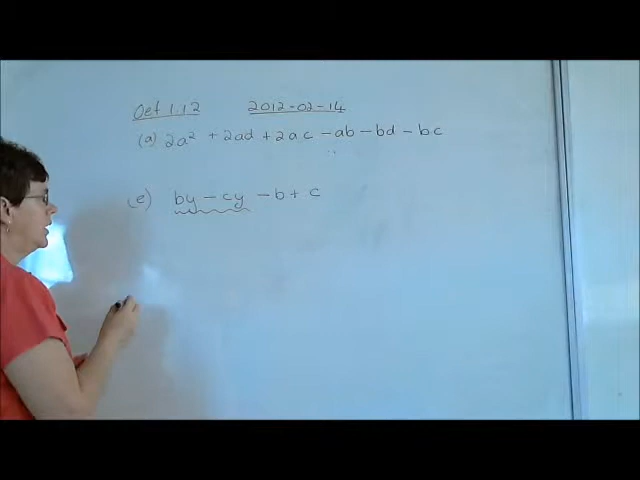 Oef 1.12 2012-02-14
(a) 2a² + 2ad + 2ac - ab - bd - bc
(e) by - cy - b + c